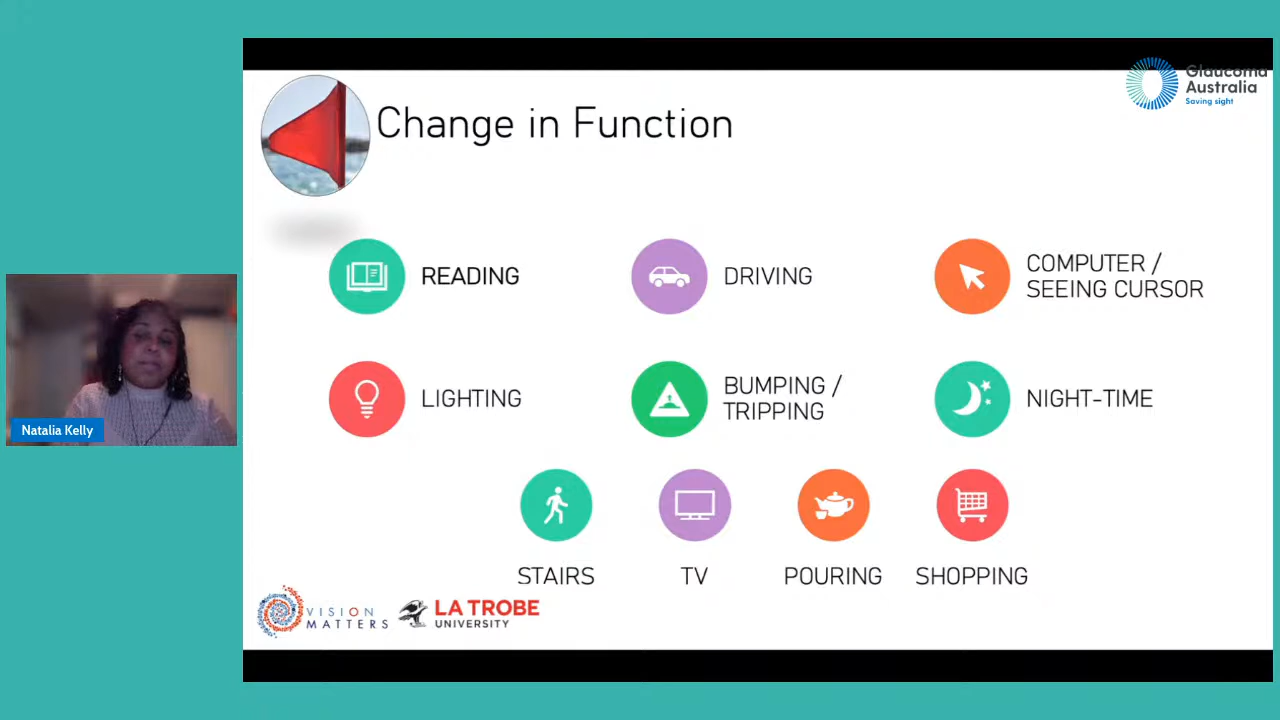 Glaucoma
Australia
Saving sight
Change in Function
READING
DRIVING
COMPUTER /
SEEING CURSOR
LIGHTING
BUMPING /
TRIPPING
NIGHT-TIME
Natalia Kelly
STAIRS
TV
POURING
SHOPPING
VISION
MATTERS
LA TROBE
UNIVERSITY